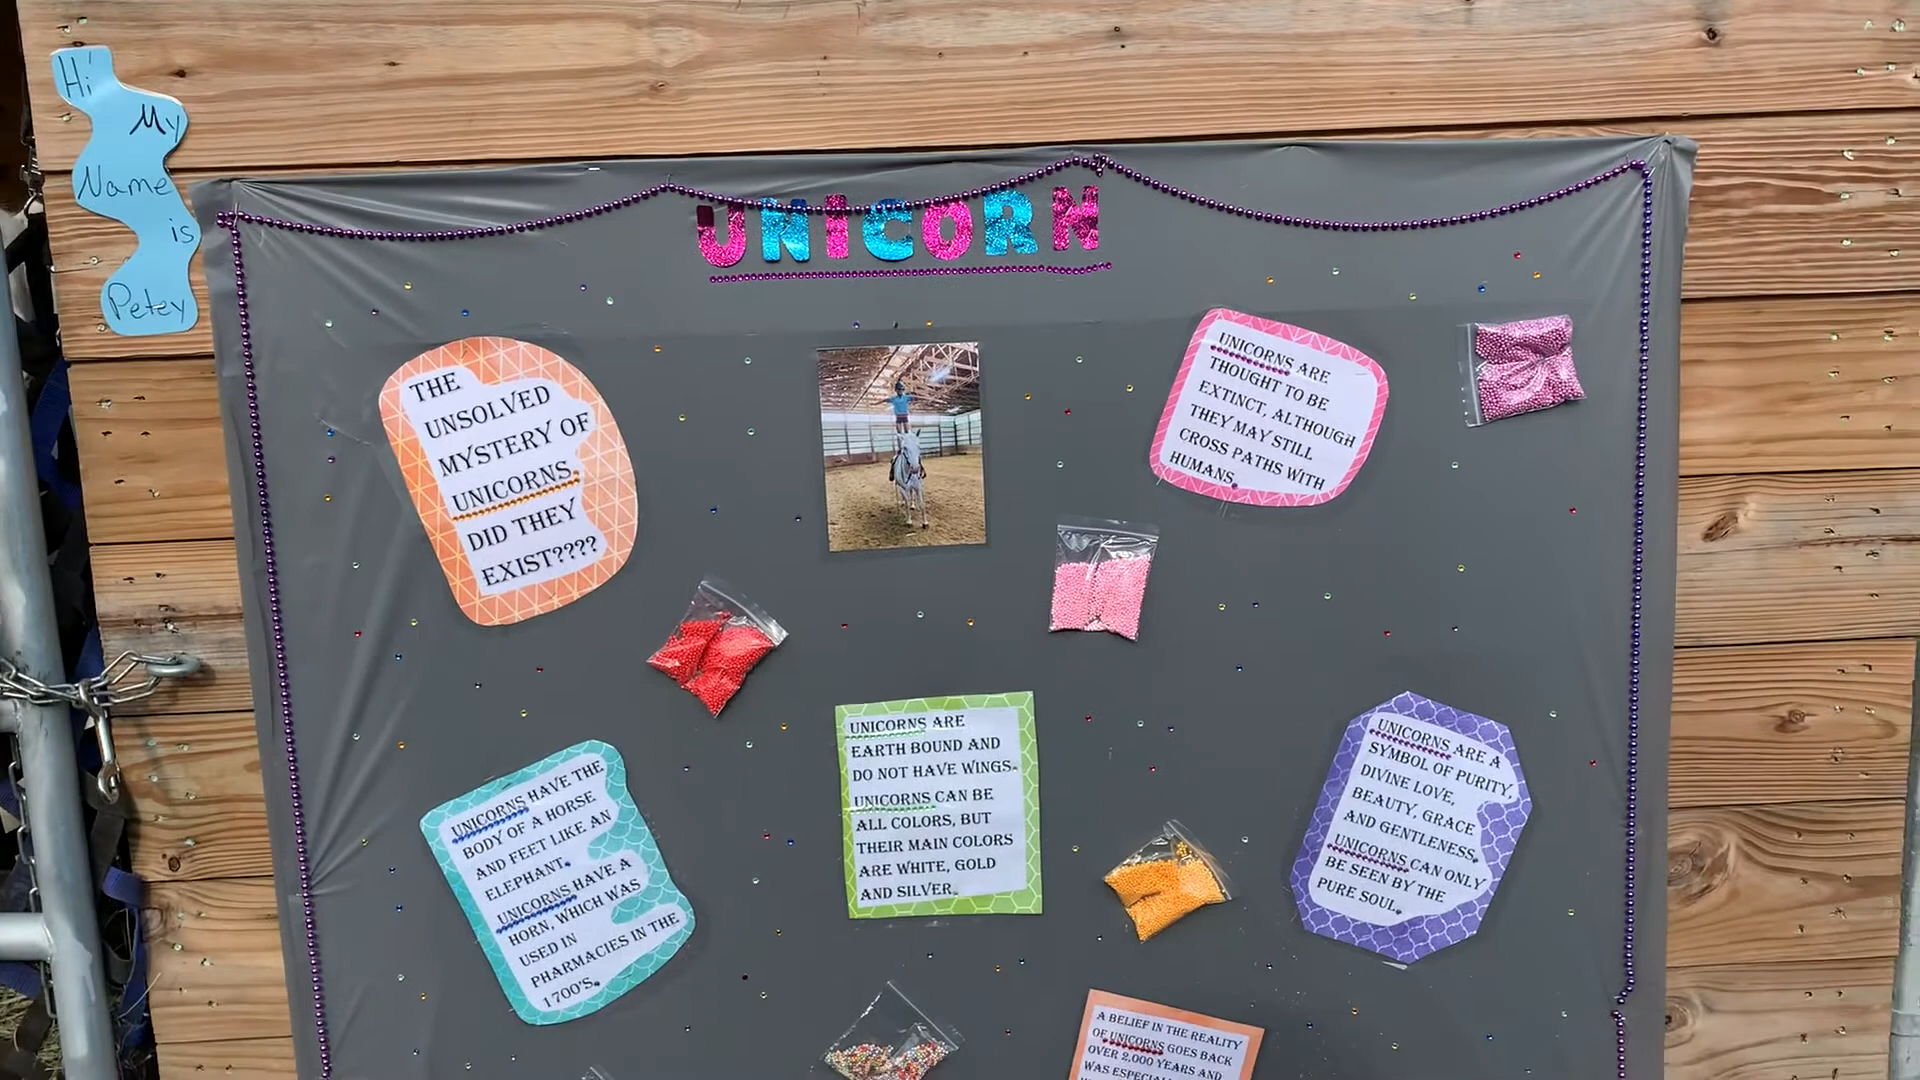 Hi
My
Name
is
Petey
UNICORN
THE
UNSOLVED
MYSTERY OF
UNICORNS.
DID THEY
EXIST????
UNICORNS ARE
THOUGHT TO BE
EXTINCT, ALTHOUGH
THEY MAY STILL
CROSS PATHS WITH
HUMANS.
UNICORNS HAVE THE
BODY OF A HORSE
AND FEET LIKE AN
ELEPHANT.
UNICORNS HAVE A
HORN, WHICH WAS
USED IN
PHARMACIES IN THE
1700'S.
UNICORNS ARE
EARTH BOUND AND
DO NOT HAVE WINGS.
UNICORNS CAN BE
ALL COLORS, BUT
THEIR MAIN COLORS
ARE WHITE, GOLD
AND SILVER.
UNICORNS ARE A
SYMBOL OF PURITY,
DIVINE LOVE,
BEAUTY, GRACE
AND GENTLENESS.
UNICORNS CAN ONLY
BE SEEN BY THE
PURE SOUL.
A BELIEF IN THE REALITY
OF UNICORNS GOES BACK
OVER 2,000 YEARS AND
WAS